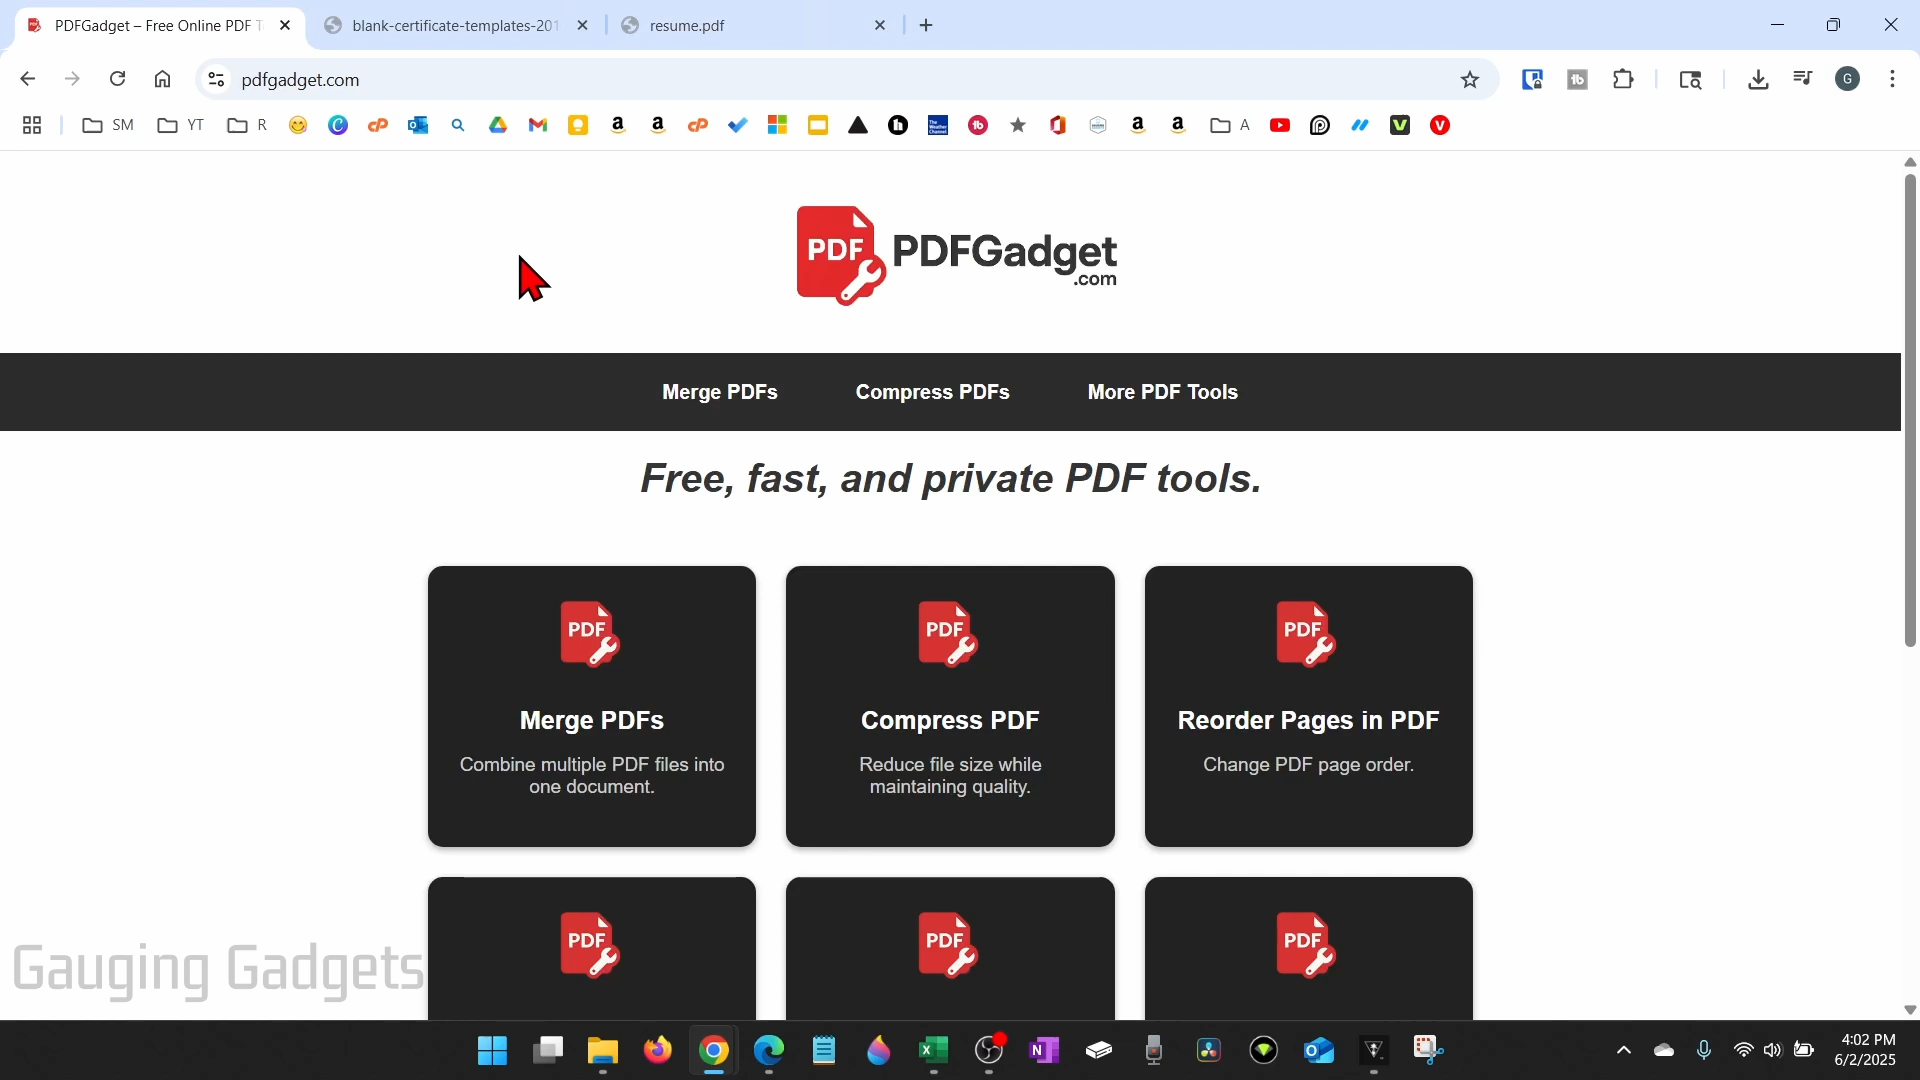 PDFGadget – Free Online PDF T
blank-certificate-templates-201
resume.pdf
pdfgadget.com
G
SM
YT
R
A
PDF
PDFGadget
.com
Merge PDFs
Compress PDFs
More PDF Tools
Free, fast, and private PDF tools.
PDF
Merge PDFs
Combine multiple PDF files into
one document.
PDF
Compress PDF
Reduce file size while
maintaining quality.
PDF
Reorder Pages in PDF
Change PDF page order.
PDF
PDF
PDF
Gauging Gadgets
4:02 PM
6/2/2025